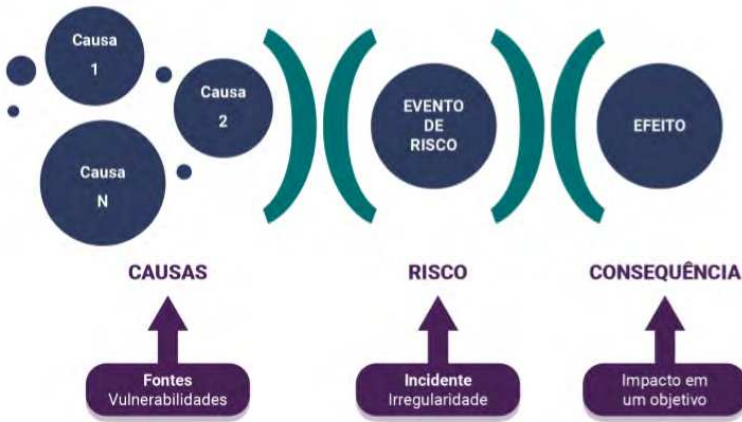 Causa
1
Causa
2
Causa
N
EVENTO
DE
RISCO
EFEITO
CAUSAS
RISCO
CONSEQUÊNCIA
Fontes
Vulnerabilidades
Incidente
Irregularidade
Impacto em
um objetivo